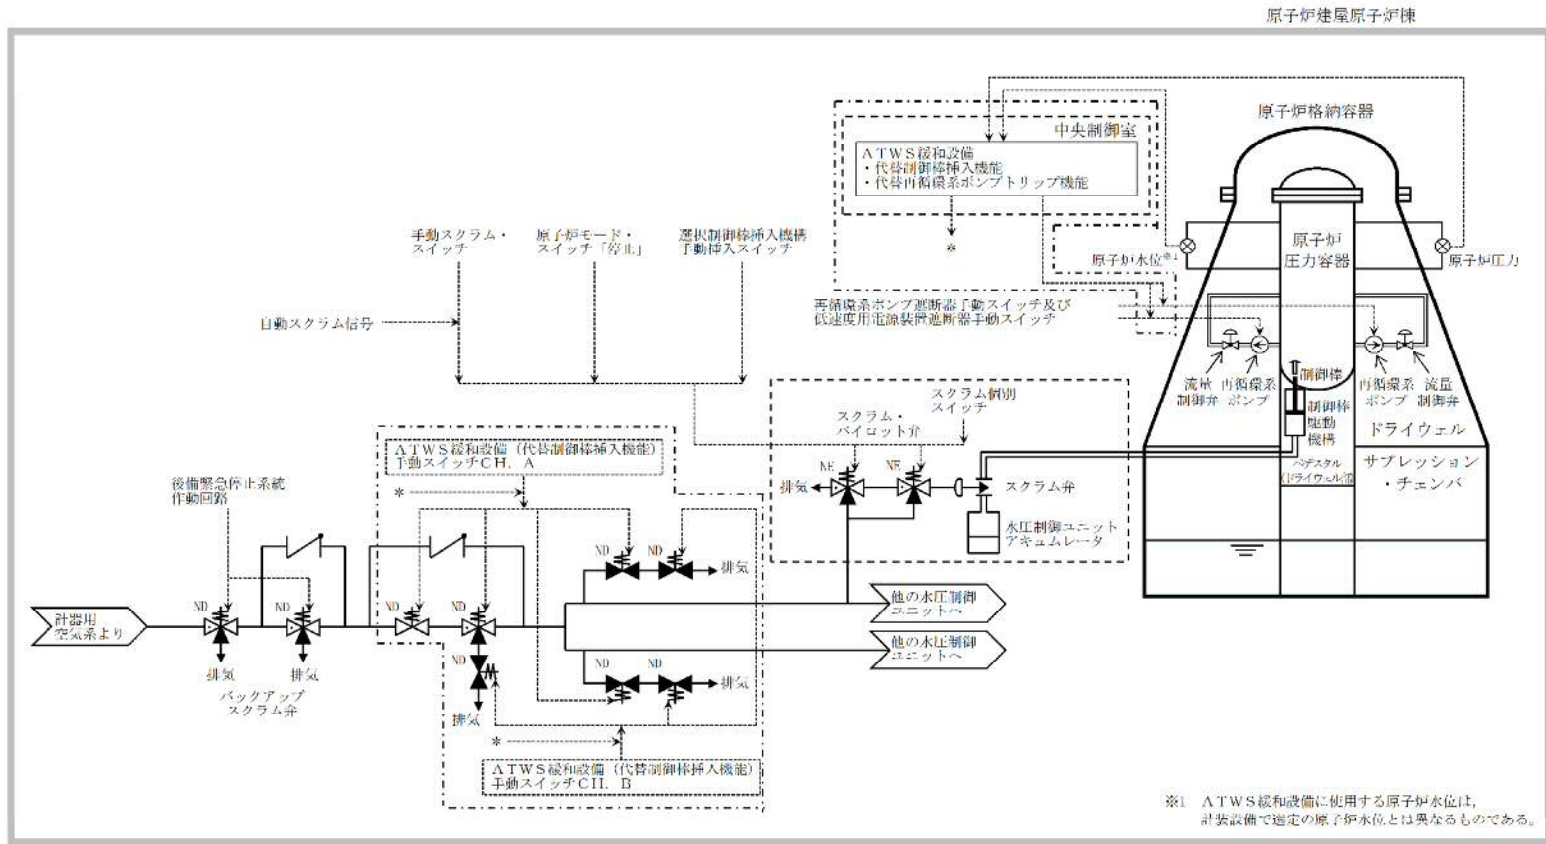 原子炉建屋原子炉棟
原子炉格納容器
中央制御室
ATWS緩和設備
・代替制御棒挿入機能
・代替再循環系ポンプトリップ機能
*
手動スクラム・
スイッチ
原子炉モード・
スイッチ「停止」
選択制御棒挿入機構
手動挿入スイッチ
原子炉水位※1
原子炉
圧力容器
原子炉圧力
自動スクラム信号
再循環系ポンプ遮断器手動スイッチ及び
低速度用電源装置遮断器手動スイッチ
流量
制御弁
再循環系
ポンプ
制御棒
再循環系
ポンプ
流量
制御弁
制御棒
駆動
機構
ドライウェル
スクラム個別
スイッチ
スクラム・
パイロット弁
ATWS緩和設備(代替制御棒挿入機能)
手動スイッチCH.A
*
後備緊急停止系統
作動回路
NE
NE
排気
スクラム弁
ペデスタル
(ドライウェル部)
サプレッション
・チェンバ
水圧制御ユニット
アキュムレータ
ND
ND
排気
計器用
空気系より
ND
ND
ND
ND
他の水圧制御
ユニットへ
他の水圧制御
ユニットへ
排気
排気
バックアップ
スクラム弁
ND
排気
ND
ND
排気
*
ATWS緩和設備(代替制御棒挿入機能)
手動スイッチCH.B
※1 ATWS緩和設備に使用する原子炉水位は,
計装設備で選定の原子炉水位とは異なるものである。